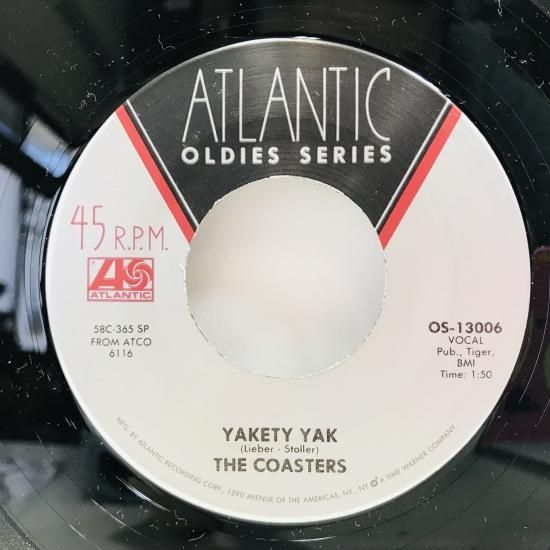 ATLANTIC
OLDIES SERIES
45 R.P.M.
ATLANTIC
58C-365 SP
FROM ATCO
6116
OS-13006
VOCAL
Pub., Tiger,
BMI
Time: 1:50
YAKETY YAK
(Lieber - Stoller)
THE COASTERS
MFG. BY ATLANTIC RECORDING CORP., 1290 AVENUE OF THE AMERICAS, NY, NY A TIME WARNER COMPANY